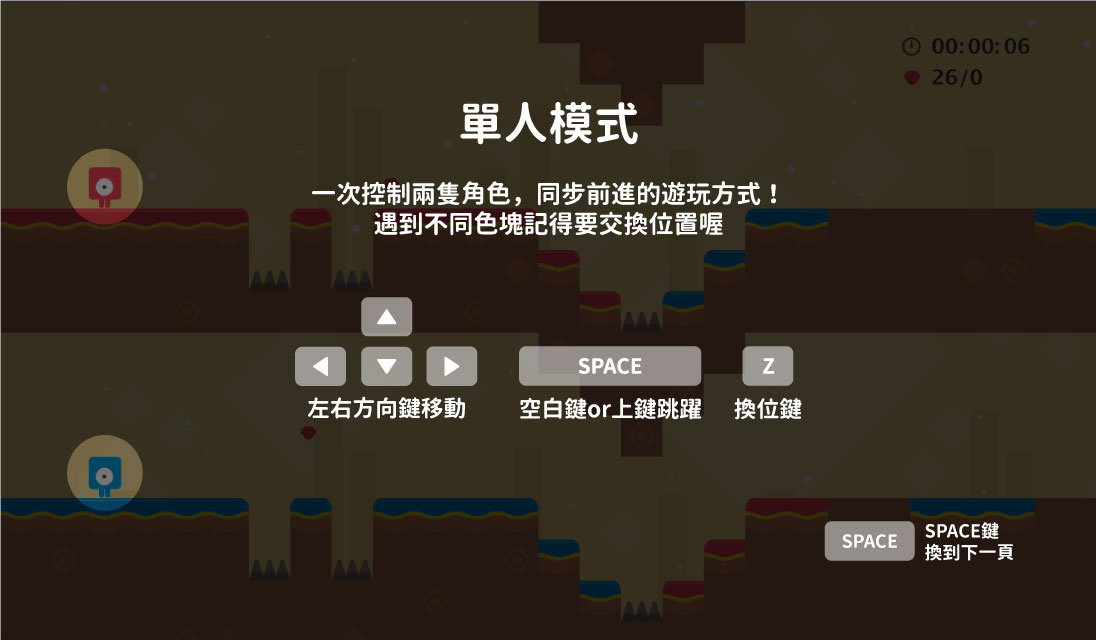 00:00:06
26/0
單人模式
一次控制兩隻角色，同步前進的遊玩方式！
遇到不同色塊記得要交換位置喔
SPACE
Z
左右方向鍵移動
空白鍵or上鍵跳躍
換位鍵
SPACE
SPACE鍵
換到下一頁